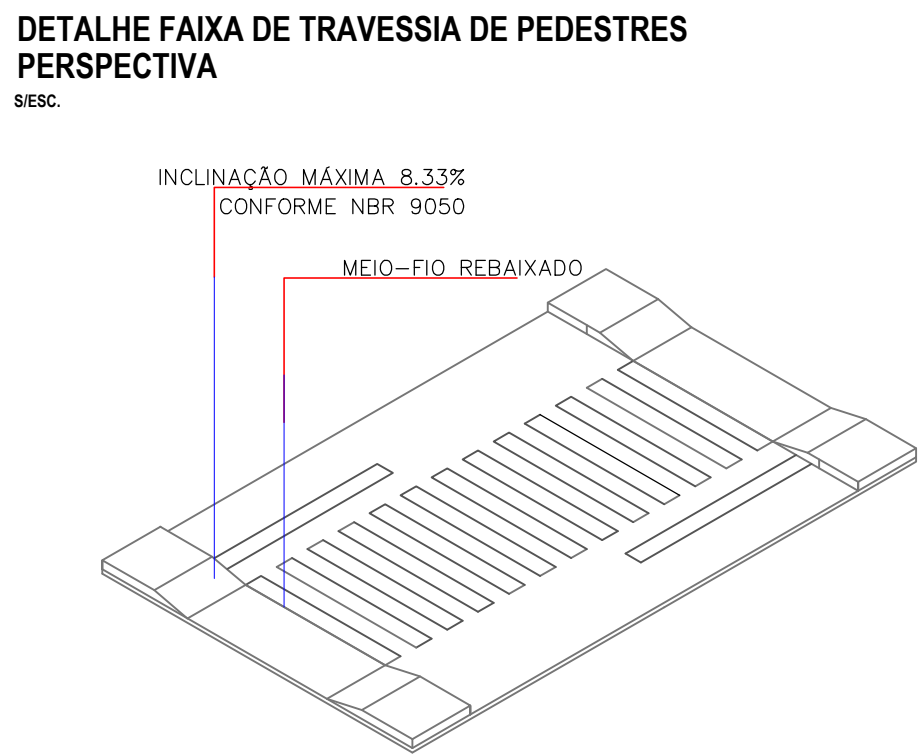 DETALHE FAIXA DE TRAVESSIA DE PEDESTRES
PERSPECTIVA
S/ESC.
INCLINAÇÃO MÁXIMA 8.33%
CONFORME NBR 9050
MEIO-FIO REBAIXADO